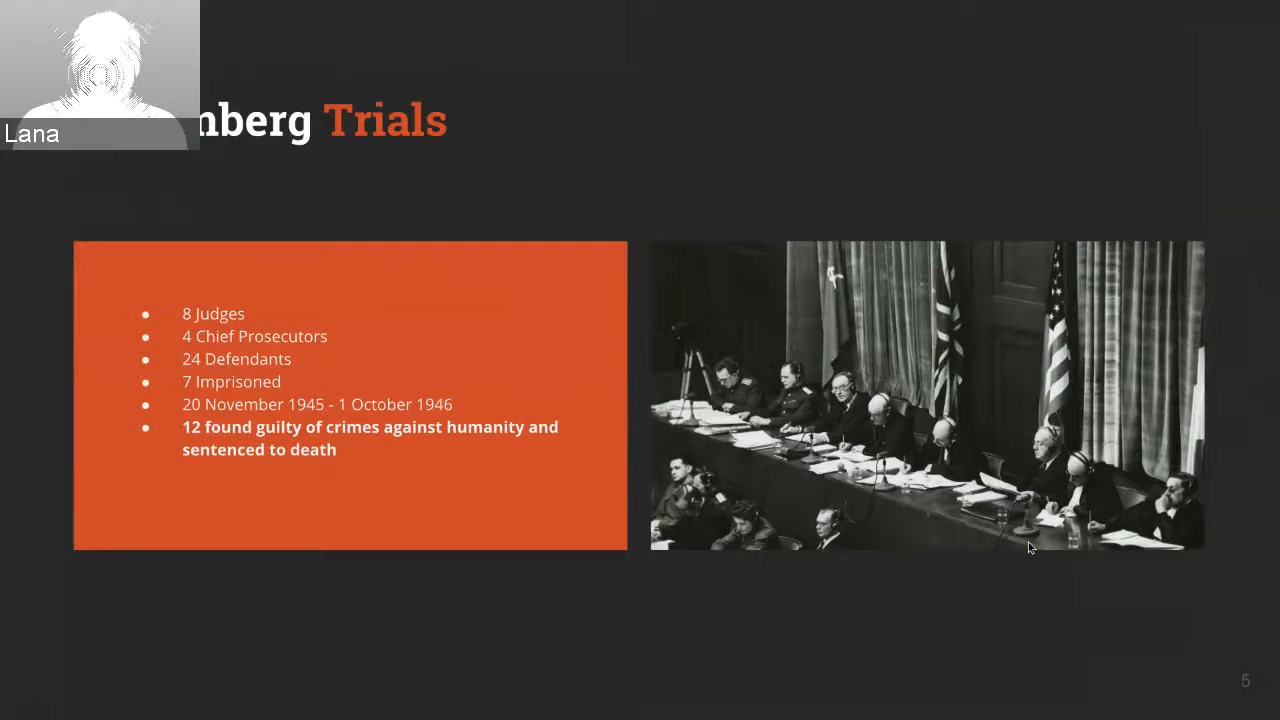 Lana
mberg Trials
8 Judges
4 Chief Prosecutors
24 Defendants
7 Imprisoned
20 November 1945 - 1 October 1946
12 found guilty of crimes against humanity and
sentenced to death
5